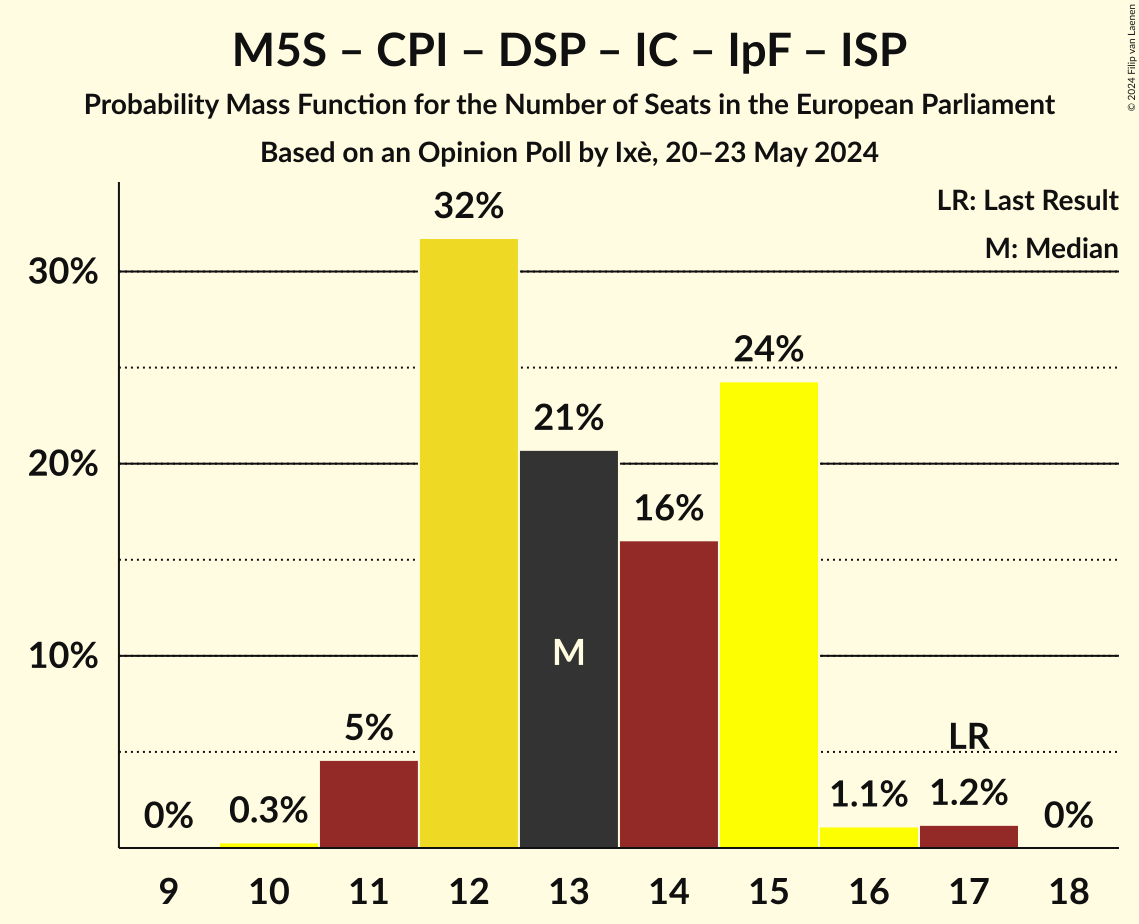 M5S – CPI – DSP – IC – IpF – ISP
Probability Mass Function for the Number of Seats in the European Parliament
Based on an Opinion Poll by Ixè, 20–23 May 2024
© 2024 Filip van Laenen
LR: Last Result
M: Median
30%
20%
10%
0%
0.3%
5%
32%
21%
16%
24%
1.1%
1.2%
0%
M
LR
9 10 11 12 13 14 15 16 17 18